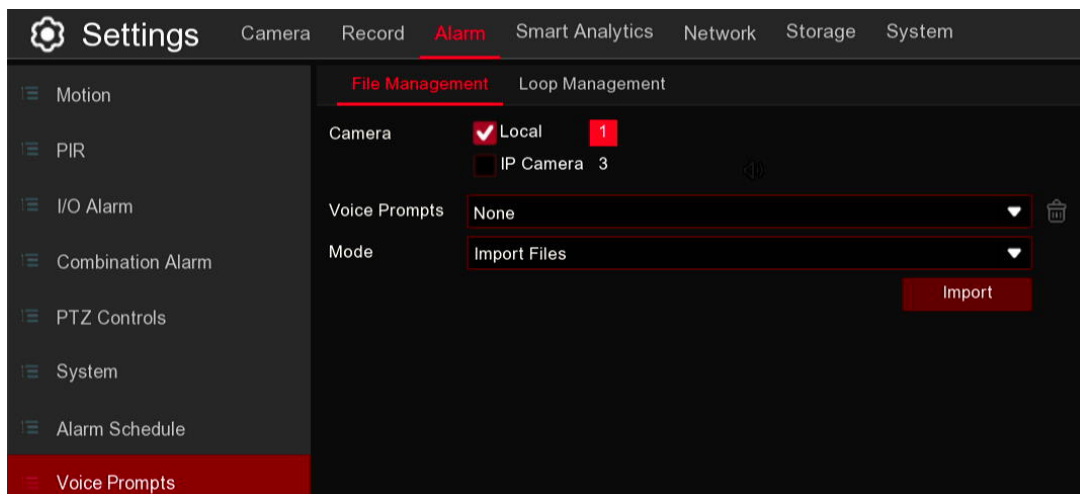 Settings Camera Record Alarm Smart Analytics Network Storage System
File Management Loop Management
Motion
PIR
I/O Alarm
Combination Alarm
PTZ Controls
System
Alarm Schedule
Voice Prompts
Camera Local 1
IP Camera 3
Voice Prompts None
Mode Import Files
Import